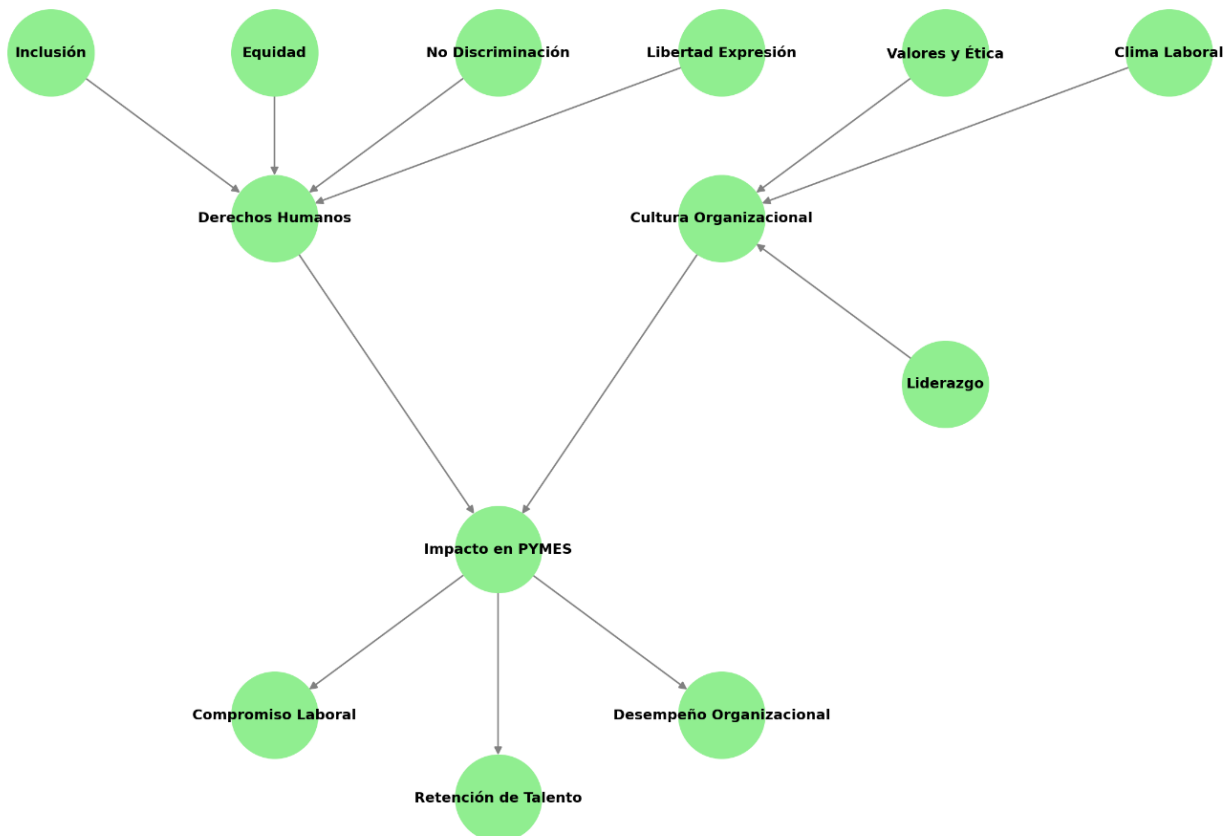 Inclusión
Equidad
No Discriminación
Libertad Expresión
Valores y Ética
Clima Laboral
Derechos Humanos
Cultura Organizacional
Liderazgo
Impacto en PYMES
Compromiso Laboral
Desempeño Organizacional
Retención de Talento